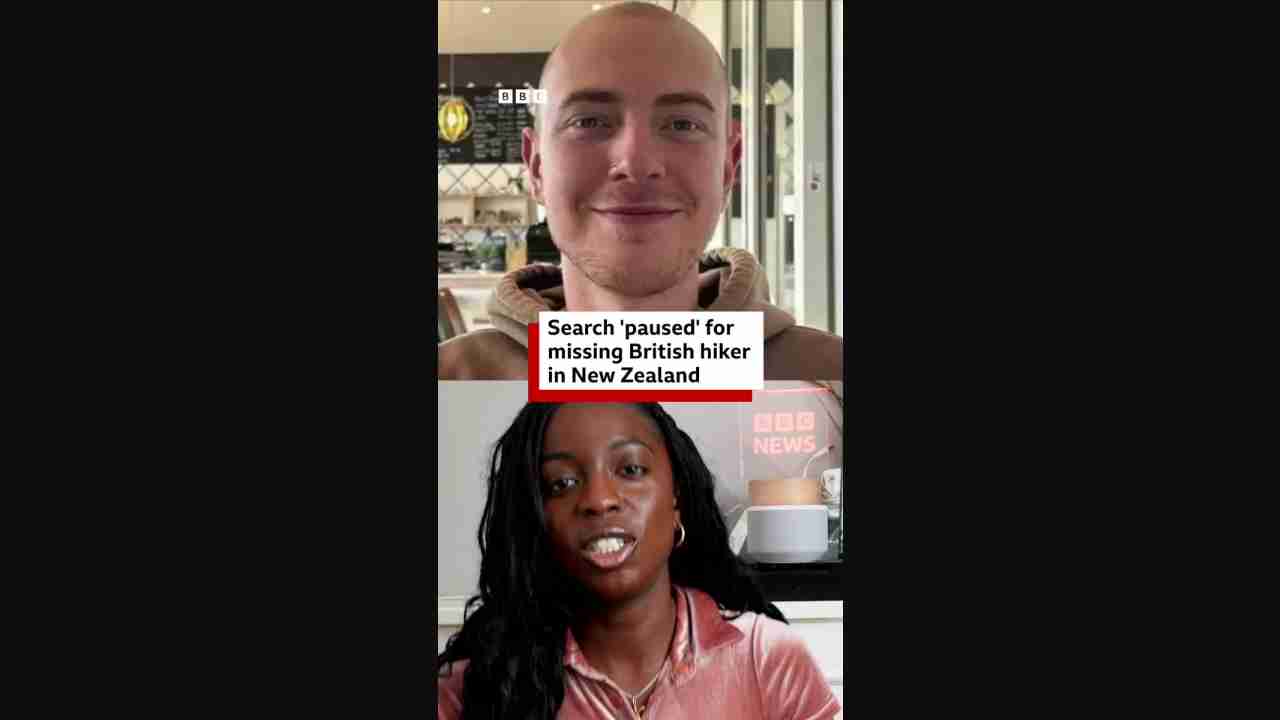 BBC
Search 'paused' for
missing British hiker
in New Zealand
BBC
NEWS